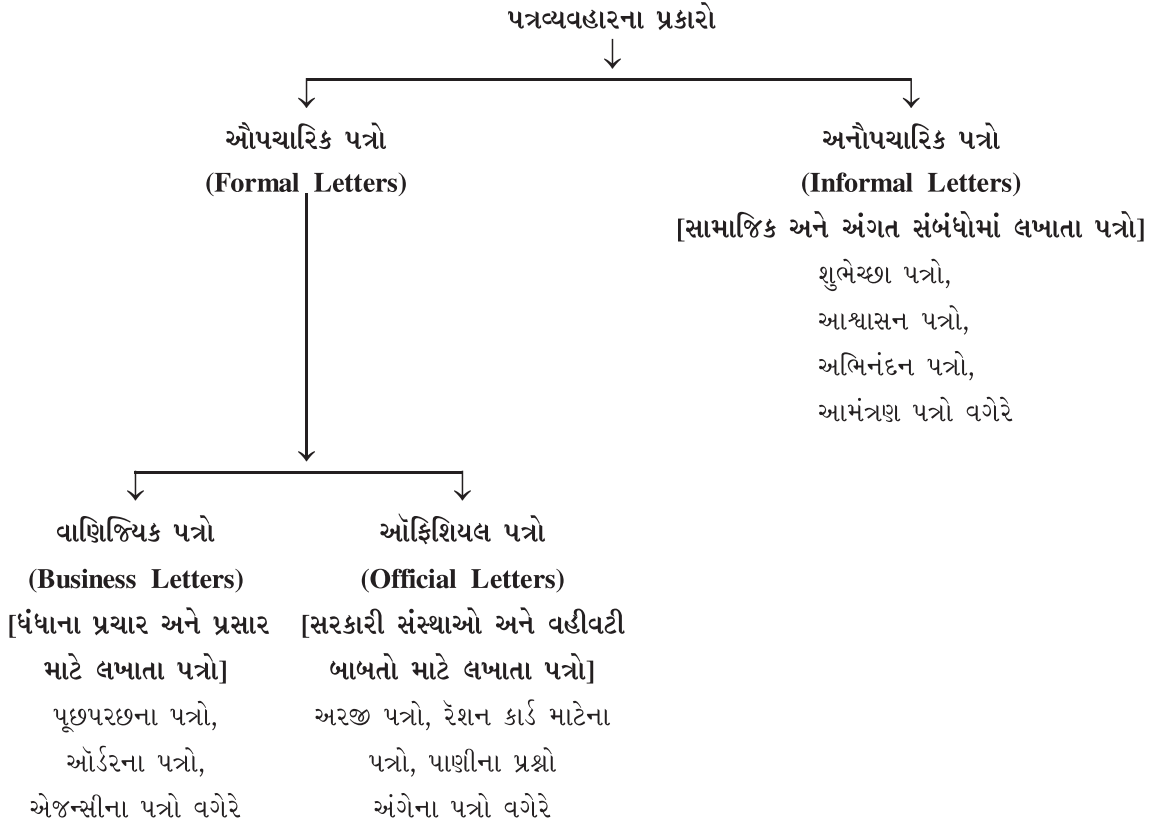 પત્રવ્યવહારના પ્રકારો
ઔપચારિક પત્રો
(Formal Letters)
અનૌપચારિક પત્રો
(Informal Letters)
[સામાજિક અને અંગત સંબંધોમાં લખાતા પત્રો]
શુભેચ્છા પત્રો,
આશ્વાસન પત્રો,
અભિનંદન પત્રો,
આમંત્રણ પત્રો વગેરે
વાણિજ્યિક પત્રો
(Business Letters)
[ધંધાના પ્રચાર અને પ્રસાર
માટે લખાતા પત્રો]
પૂછપરછના પત્રો,
ઑર્ડરના પત્રો,
એજન્સીના પત્રો વગેરે
ઑફિશિયલ પત્રો
(Official Letters)
[સરકારી સંસ્થાઓ અને વહીવટી
બાબતો માટે લખાતા પત્રો]
અરજી પત્રો, રૅશન કાર્ડ માટેના
પત્રો, પાણીના પ્રશ્નો
અંગેના પત્રો વગેરે